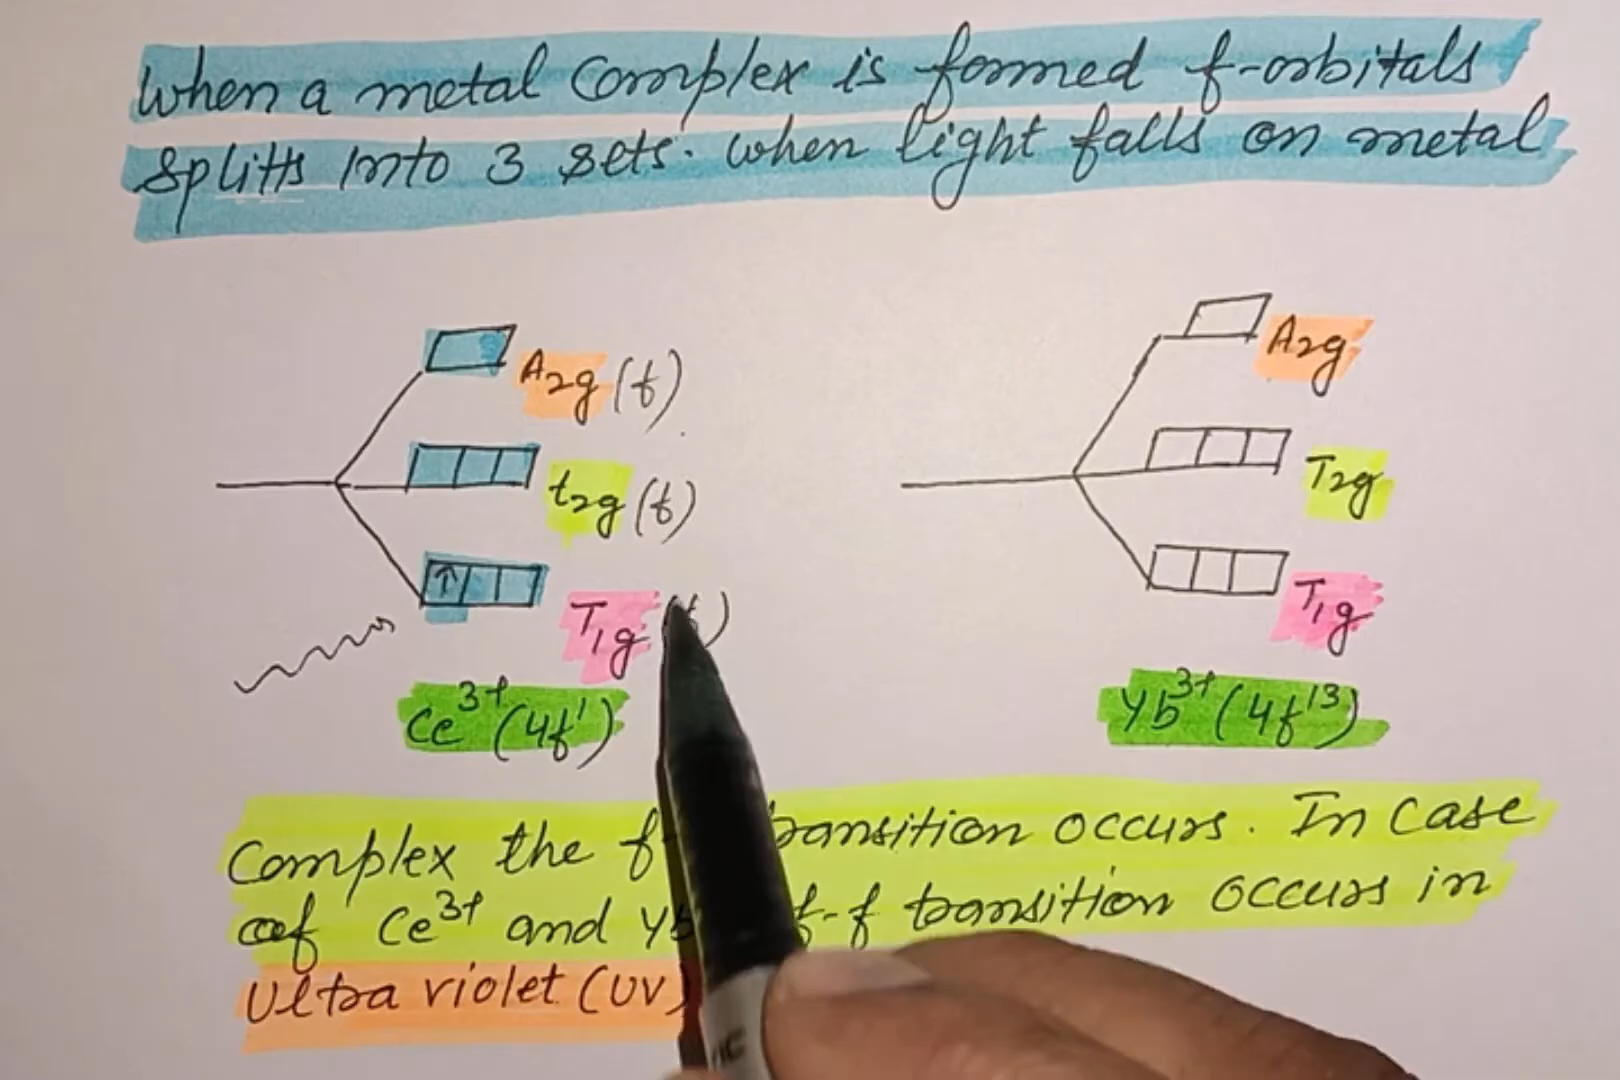 When a metal Complex is formed f-orbitals
splitts into 3 sets. when light falls on metal
A2g (f)
t2g (f)
↑
T1g (f)
Ce3+ (4f1)
A2g
T2g
T1g
Yb3+ (4f13)
Complex the f transition occurs. In Case
of Ce3+ and Yb f-f transition occurs in
Ultra violet (UV)